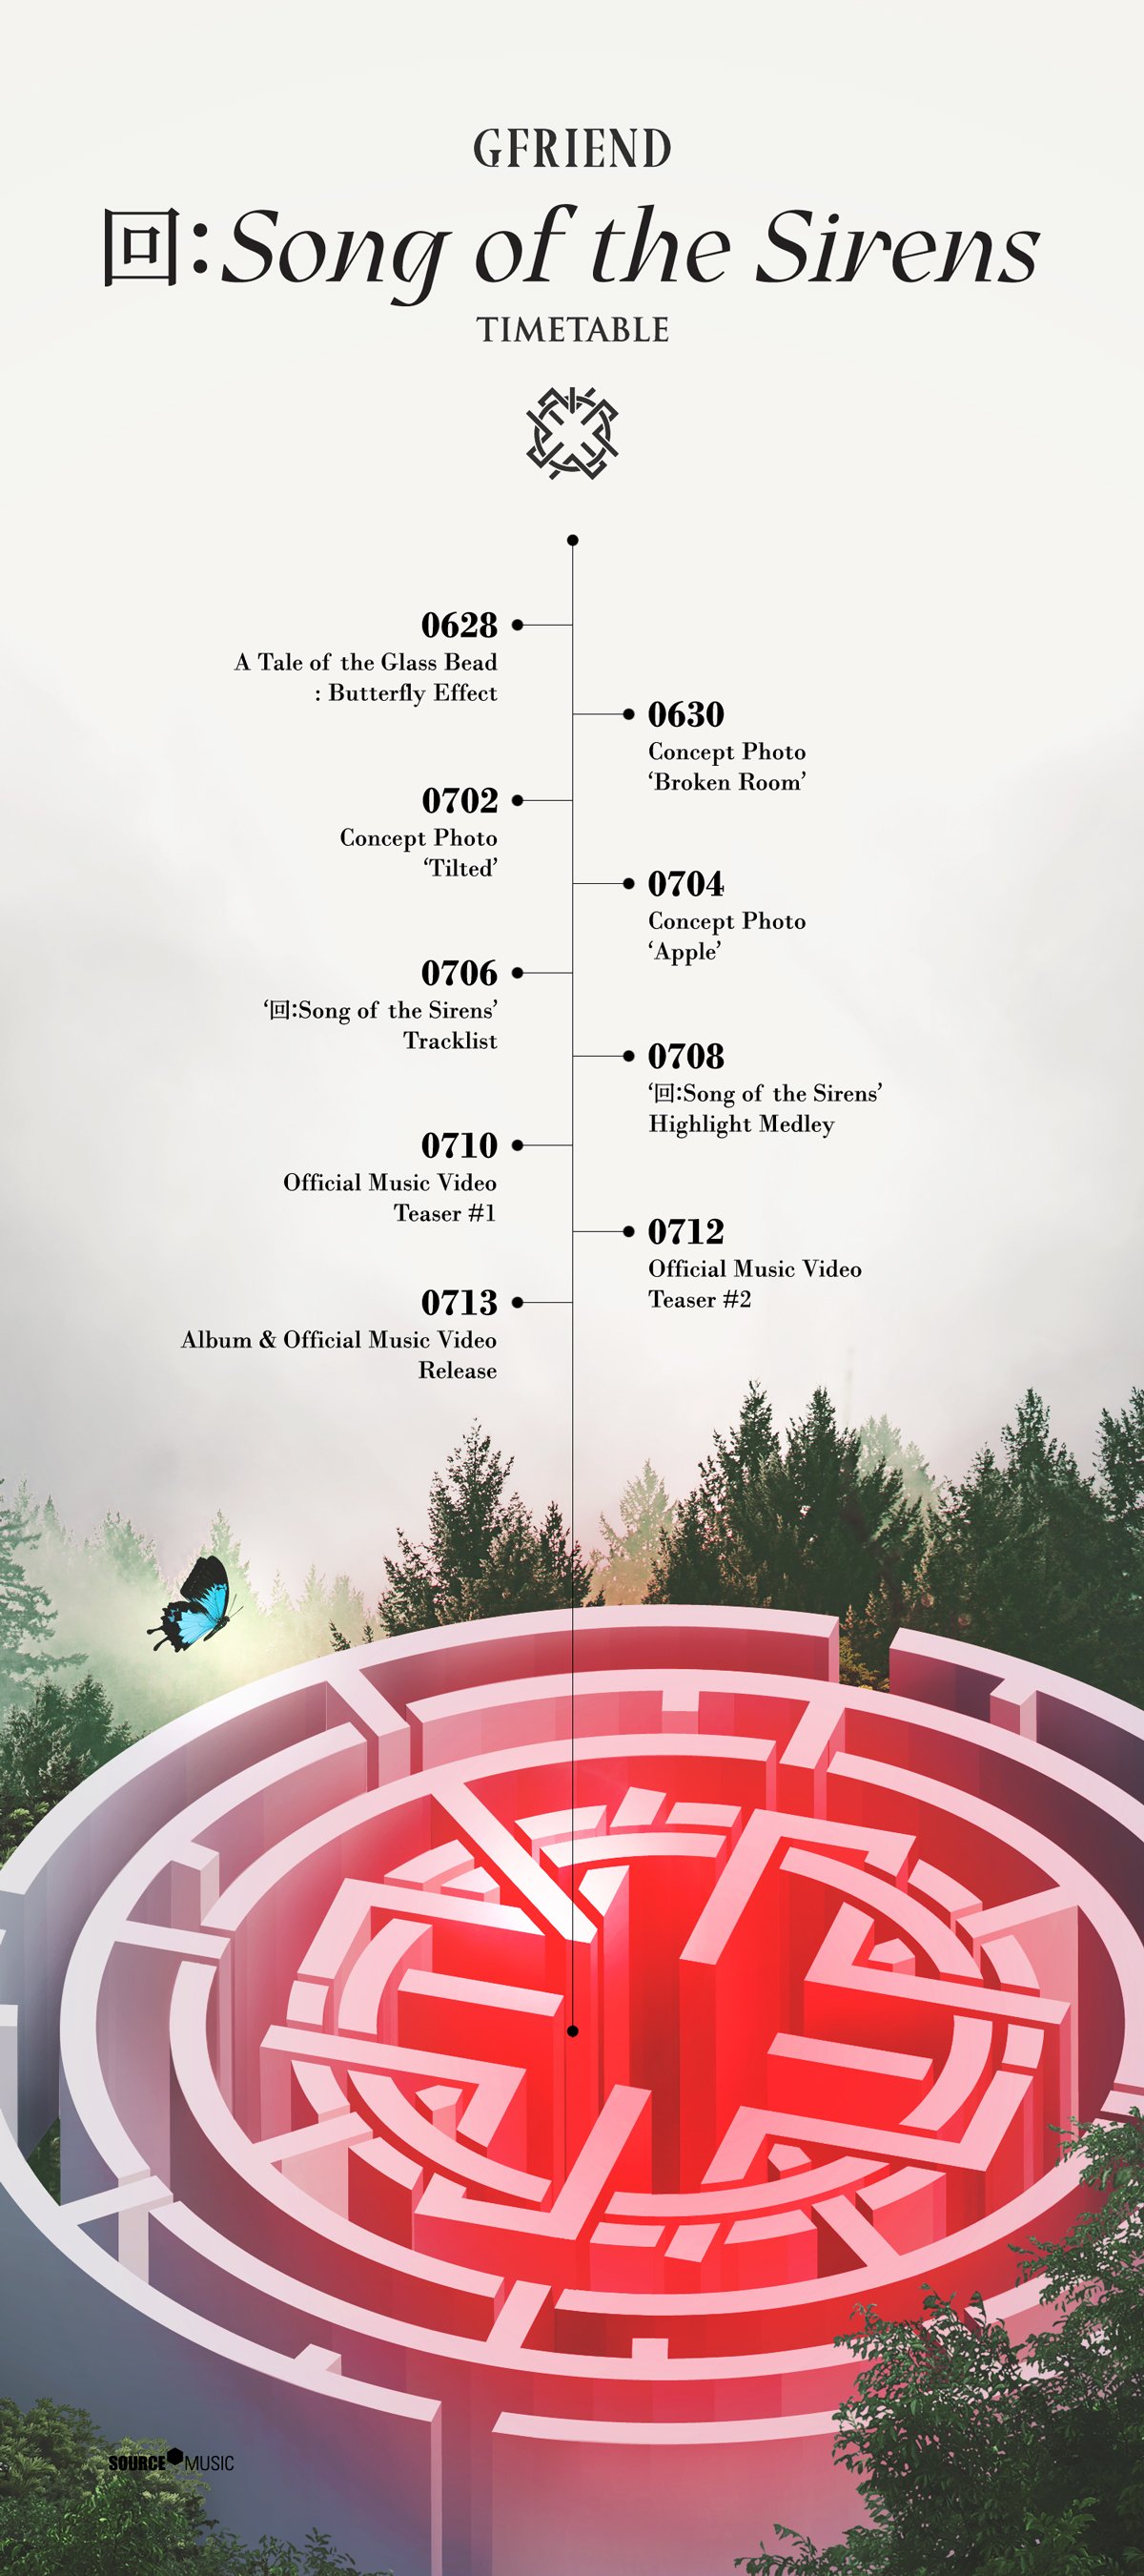 GFRIEND
回:Song of the Sirens
TIMETABLE
0628
A Tale of the Glass Bead
: Butterfly Effect
0630
Concept Photo
‘Broken Room’
0702
Concept Photo
‘Tilted’
0704
Concept Photo
‘Apple’
0706
‘回:Song of the Sirens’
Tracklist
0708
‘回:Song of the Sirens’
Highlight Medley
0710
Official Music Video
Teaser #1
0712
Official Music Video
Teaser #2
0713
Album & Official Music Video
Release
SOURCE MUSIC